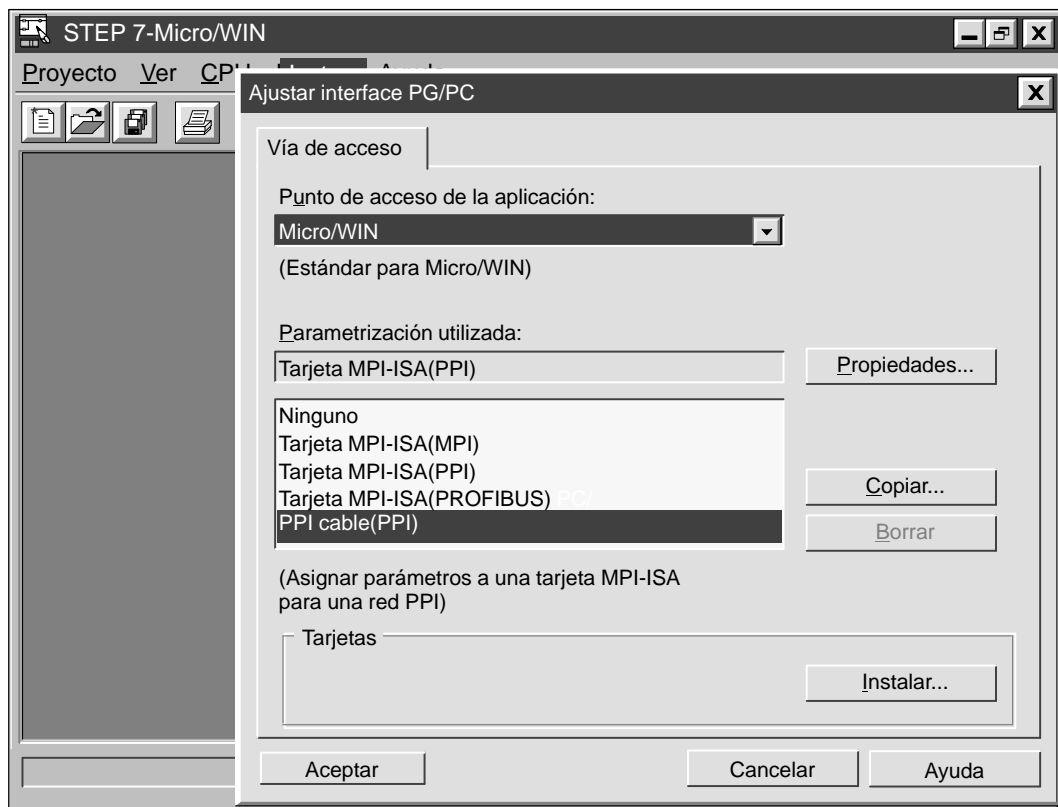 STEP 7-Micro/WIN
Proyecto Ver
Ajustar interface PG/PC
Vía de acceso
Punto de acceso de la aplicación:
Micro/WIN
(Estándar para Micro/WIN)
Parametrización utilizada:
Tarjeta MPI-ISA(PPI)
Propiedades...
Ninguno
Tarjeta MPI-ISA(MPI)
Tarjeta MPI-ISA(PPI)
Tarjeta MPI-ISA(PROFIBUS) PC/
PPI cable(PPI)
Copiar...
Borrar
(Asignar parámetros a una tarjeta MPI-ISA
para una red PPI)
Tarjetas
Instalar...
Aceptar
Cancelar
Ayuda